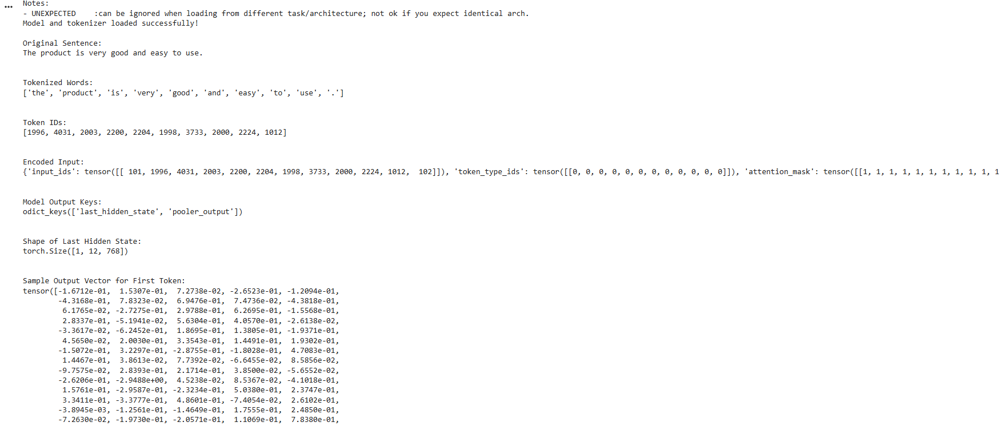 Notes:
- UNEXPECTED    :can be ignored when loading from different task/architecture; not ok if you expect identical arch.
Model and tokenizer loaded successfully!
Original Sentence:
The product is very good and easy to use.
Tokenized Words:
['the', 'product', 'is', 'very', 'good', 'and', 'easy', 'to', 'use', '.']
Token IDs:
[1996, 4031, 2003, 2200, 2204, 1998, 3733, 2000, 2224, 1012]
Encoded Input:
{'input_ids': tensor([[ 101, 1996, 4031, 2003, 2200, 2204, 1998, 3733, 2000, 2224, 1012,  102]]), 'token_type_ids': tensor([[0, 0, 0, 0, 0, 0, 0, 0, 0, 0, 0, 0]]), 'attention_mask': tensor([[1, 1, 1, 1, 1, 1, 1, 1, 1, 1, 1
Model Output Keys:
odict_keys(['last_hidden_state', 'pooler_output'])
Shape of Last Hidden State:
torch.Size([1, 12, 768])
Sample Output Vector for First Token:
tensor([-1.6712e-01,  1.5307e-01,  7.2738e-02, -2.6523e-01, -1.2094e-01,
-4.3168e-01,  7.8323e-02,  6.9476e-01,  7.4736e-02, -4.3818e-01,
6.1765e-02, -2.7275e-01,  2.9788e-01,  6.2695e-01, -1.5568e-01,
2.8337e-01, -5.1941e-02,  5.6304e-01,  4.0570e-01, -2.6138e-02,
-3.3617e-02, -6.2452e-01,  1.8695e-01,  1.3805e-01, -1.9371e-01,
4.5650e-02,  2.0030e-01,  3.3543e-01,  1.4491e-01,  1.9302e-01,
-1.5072e-01,  3.2297e-01, -2.8755e-01, -1.8028e-01,  4.7083e-01,
1.4467e-01,  3.8613e-02,  7.7392e-02, -6.6455e-02,  8.5856e-02,
-9.7575e-02,  2.8393e-01,  2.1714e-01,  3.8500e-02, -5.6552e-02,
-2.6206e-01, -2.9488e+00,  4.5238e-02,  8.5367e-02, -4.1018e-01,
1.5761e-01, -2.9587e-01, -2.3234e-01,  5.0380e-01,  2.3747e-01,
3.3411e-01, -3.3777e-01,  4.8601e-01, -7.4054e-02,  2.6102e-01,
-3.8945e-03, -1.2561e-01, -1.4649e-01,  1.7555e-01,  2.4850e-01,
-7.2630e-02, -1.9730e-01, -2.0571e-01,  1.1069e-01,  7.8380e-01,